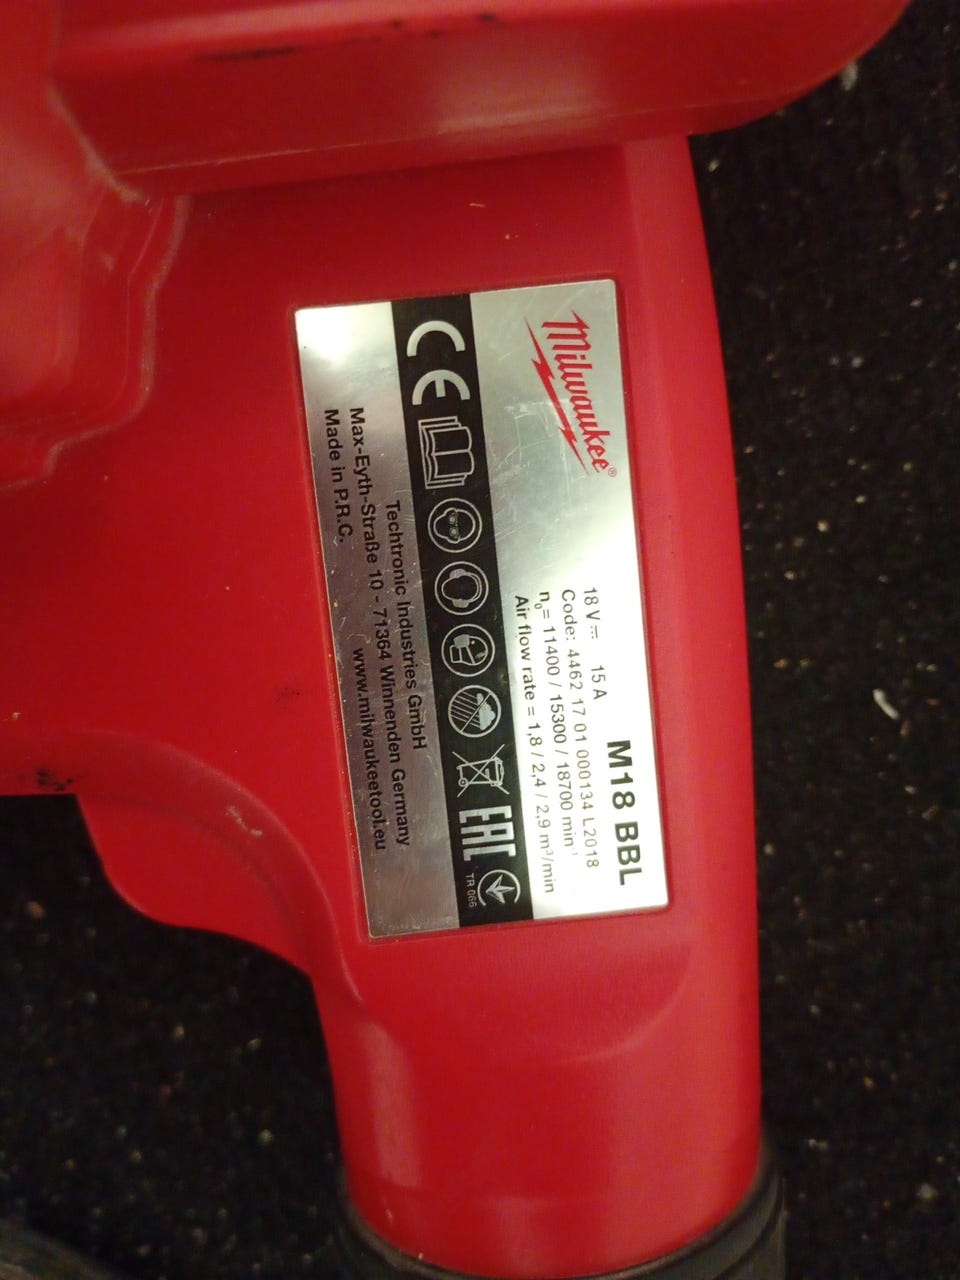 Milwaukee®
M18 BBL
18 V⎓ 15 A
Code: 4462 17 01 000134 L2018
n₀= 11400 / 15300 / 18700 min⁻¹
Air flow rate = 1,8 / 2,4 / 2,9 m³/min
CE
EAC
TR 066
Techtronic Industries GmbH
Max-Eyth-Straße 10 - 71364 Winnenden Germany
Made in P.R.C. www.milwaukeetool.eu